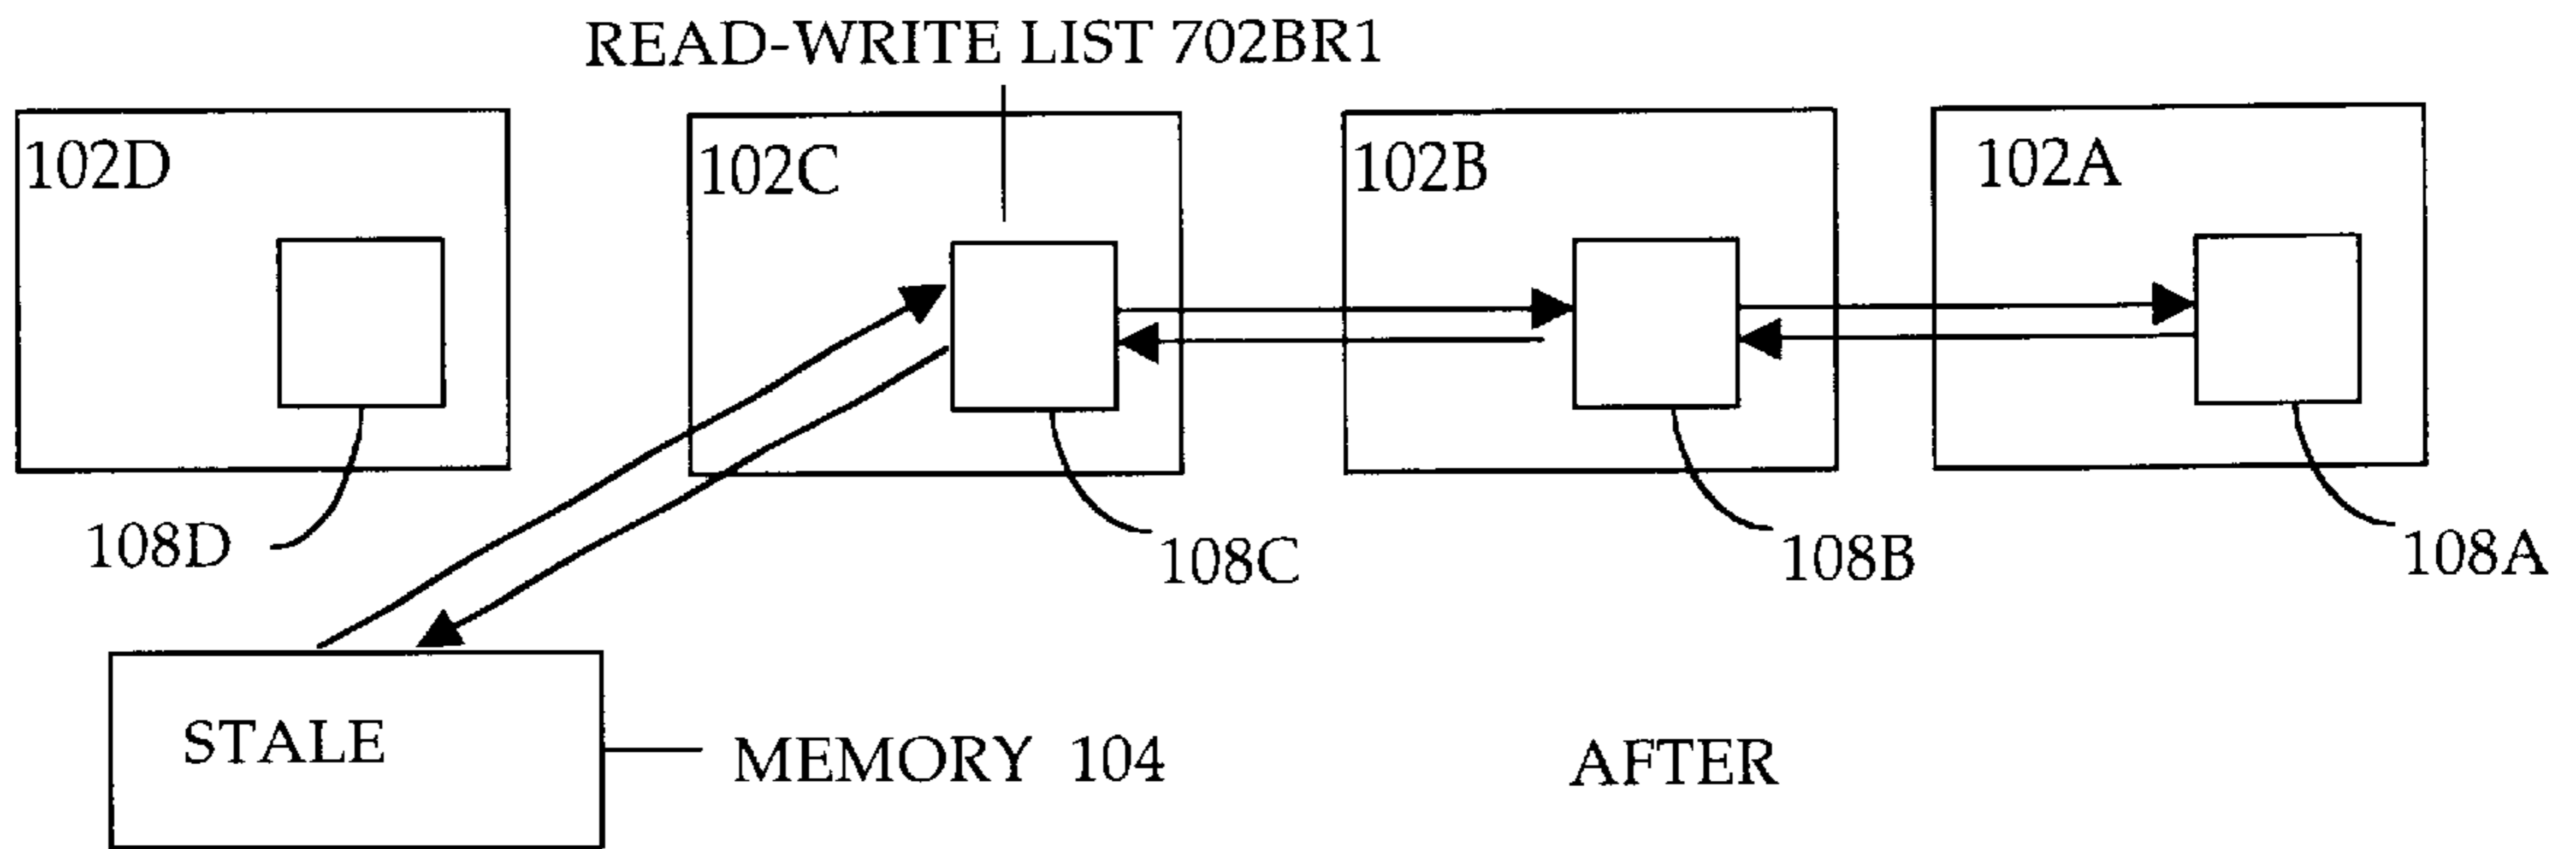 READ-WRITE LIST 702BR1
102D
102C
102B
102A
108D
108C
108B
108A
STALE
MEMORY 104
AFTER